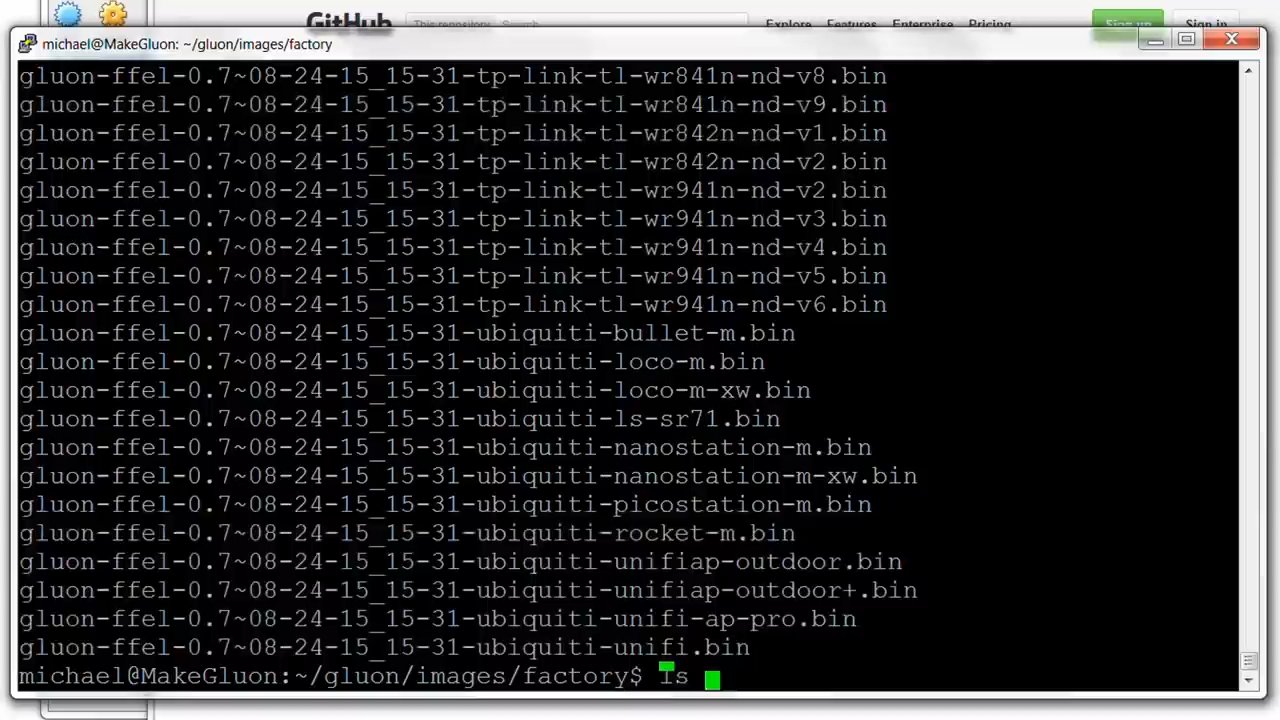 GitHub This repository Search Explore Features Enterprise Pricing Sign up Sign in
michael@MakeGluon: ~/gluon/images/factory
gluon-ffel-0.7~08-24-15_15-31-tp-link-tl-wr841n-nd-v8.bin
gluon-ffel-0.7~08-24-15_15-31-tp-link-tl-wr841n-nd-v9.bin
gluon-ffel-0.7~08-24-15_15-31-tp-link-tl-wr842n-nd-v1.bin
gluon-ffel-0.7~08-24-15_15-31-tp-link-tl-wr842n-nd-v2.bin
gluon-ffel-0.7~08-24-15_15-31-tp-link-tl-wr941n-nd-v2.bin
gluon-ffel-0.7~08-24-15_15-31-tp-link-tl-wr941n-nd-v3.bin
gluon-ffel-0.7~08-24-15_15-31-tp-link-tl-wr941n-nd-v4.bin
gluon-ffel-0.7~08-24-15_15-31-tp-link-tl-wr941n-nd-v5.bin
gluon-ffel-0.7~08-24-15_15-31-tp-link-tl-wr941n-nd-v6.bin
gluon-ffel-0.7~08-24-15_15-31-ubiquiti-bullet-m.bin
gluon-ffel-0.7~08-24-15_15-31-ubiquiti-loco-m.bin
gluon-ffel-0.7~08-24-15_15-31-ubiquiti-loco-m-xw.bin
gluon-ffel-0.7~08-24-15_15-31-ubiquiti-ls-sr71.bin
gluon-ffel-0.7~08-24-15_15-31-ubiquiti-nanostation-m.bin
gluon-ffel-0.7~08-24-15_15-31-ubiquiti-nanostation-m-xw.bin
gluon-ffel-0.7~08-24-15_15-31-ubiquiti-picostation-m.bin
gluon-ffel-0.7~08-24-15_15-31-ubiquiti-rocket-m.bin
gluon-ffel-0.7~08-24-15_15-31-ubiquiti-unifiap-outdoor.bin
gluon-ffel-0.7~08-24-15_15-31-ubiquiti-unifiap-outdoor+.bin
gluon-ffel-0.7~08-24-15_15-31-ubiquiti-unifi-ap-pro.bin
gluon-ffel-0.7~08-24-15_15-31-ubiquiti-unifi.bin
michael@MakeGluon:~/gluon/images/factory$ ls